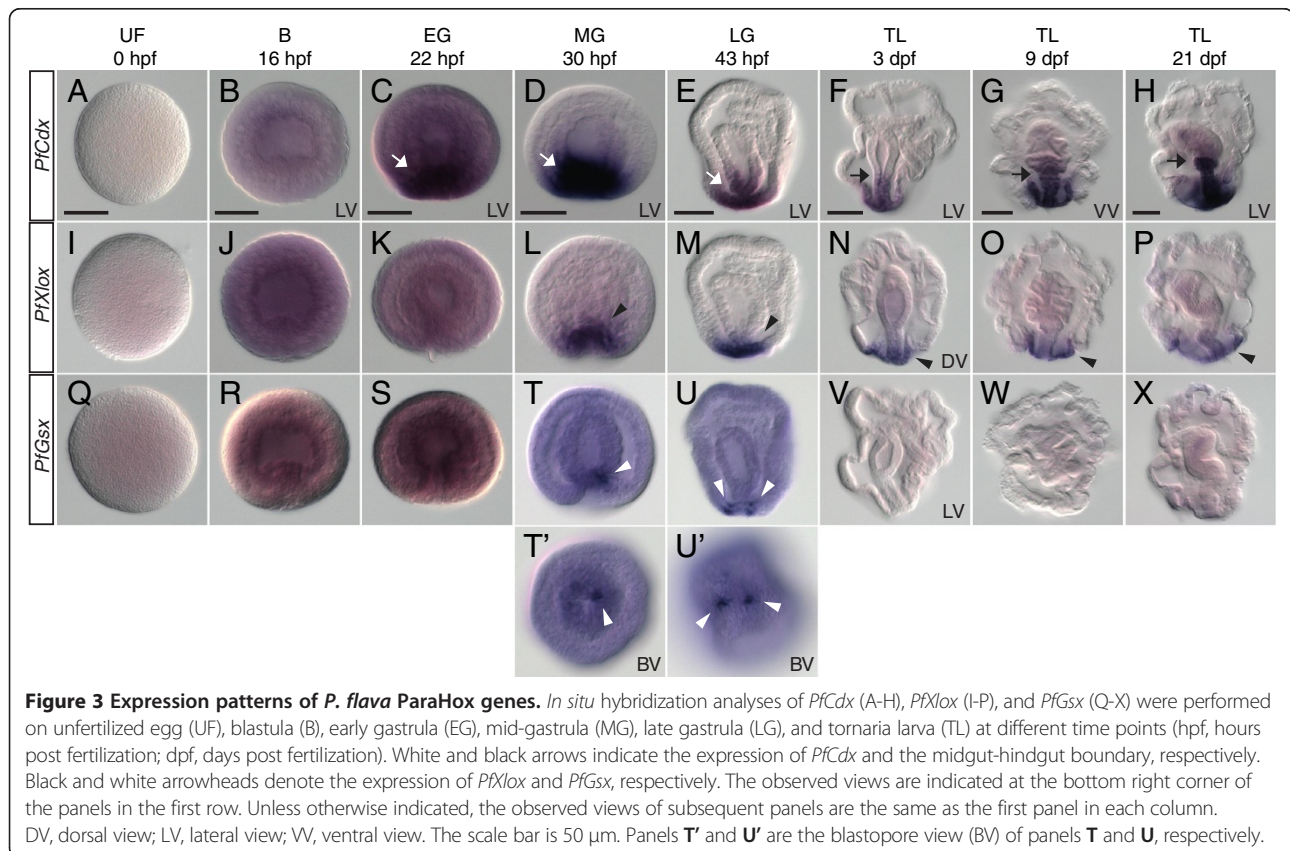 UF B EG MG LG TL TL TL
0 hpf 16 hpf 22 hpf 30 hpf 43 hpf 3 dpf 9 dpf 21 dpf
PfCdx
A B C D E F G H
LV LV LV LV LV VV LV
PfXlox
I J K L M N O P
DV
PfGsx
Q R S T U V W X
LV
T' U'
BV BV
Figure 3 Expression patterns of P. flava ParaHox genes. In situ hybridization analyses of PfCdx (A-H), PfXlox (I-P), and PfGsx (Q-X) were performed
on unfertilized egg (UF), blastula (B), early gastrula (EG), mid-gastrula (MG), late gastrula (LG), and tornaria larva (TL) at different time points (hpf, hours
post fertilization; dpf, days post fertilization). White and black arrows indicate the expression of PfCdx and the midgut-hindgut boundary, respectively.
Black and white arrowheads denote the expression of PfXlox and PfGsx, respectively. The observed views are indicated at the bottom right corner of
the panels in the first row. Unless otherwise indicated, the observed views of subsequent panels are the same as the first panel in each column.
DV, dorsal view; LV, lateral view; VV, ventral view. The scale bar is 50 μm. Panels T' and U' are the blastopore view (BV) of panels T and U, respectively.